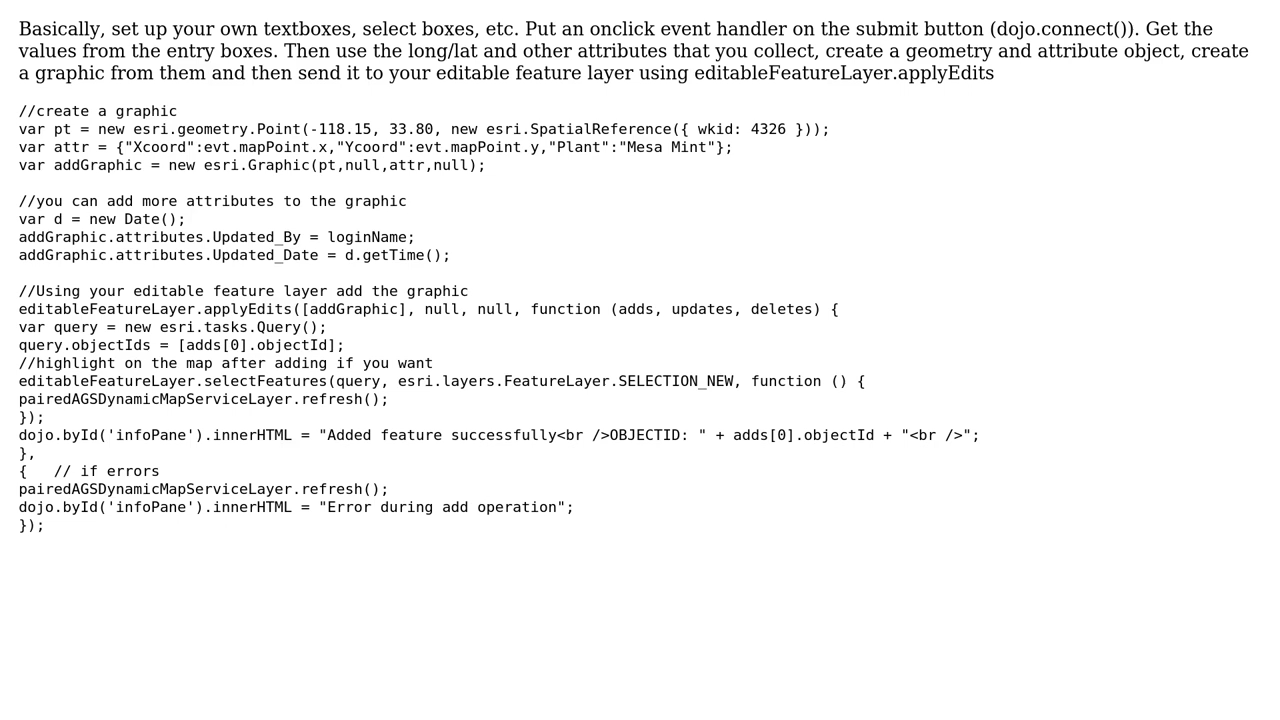 Basically, set up your own textboxes, select boxes, etc. Put an onclick event handler on the submit button (dojo.connect()). Get the
values from the entry boxes. Then use the long/lat and other attributes that you collect, create a geometry and attribute object, create
a graphic from them and then send it to your editable feature layer using editableFeatureLayer.applyEdits
//create a graphic
var pt = new esri.geometry.Point(-118.15, 33.80, new esri.SpatialReference({ wkid: 4326 }));
var attr = {"Xcoord":evt.mapPoint.x,"Ycoord":evt.mapPoint.y,"Plant":"Mesa Mint"};
var addGraphic = new esri.Graphic(pt,null,attr,null);
//you can add more attributes to the graphic
var d = new Date();
addGraphic.attributes.Updated_By = loginName;
addGraphic.attributes.Updated_Date = d.getTime();
//Using your editable feature layer add the graphic
editableFeatureLayer.applyEdits([addGraphic], null, null, function (adds, updates, deletes) {
var query = new esri.tasks.Query();
query.objectIds = [adds[0].objectId];
//highlight on the map after adding if you want
editableFeatureLayer.selectFeatures(query, esri.layers.FeatureLayer.SELECTION_NEW, function () {
pairedAGSDynamicMapServiceLayer.refresh();
});
dojo.byId('infoPane').innerHTML = "Added feature successfully<br />OBJECTID: " + adds[0].objectId + "<br />";
},
{   // if errors
pairedAGSDynamicMapServiceLayer.refresh();
dojo.byId('infoPane').innerHTML = "Error during add operation";
});